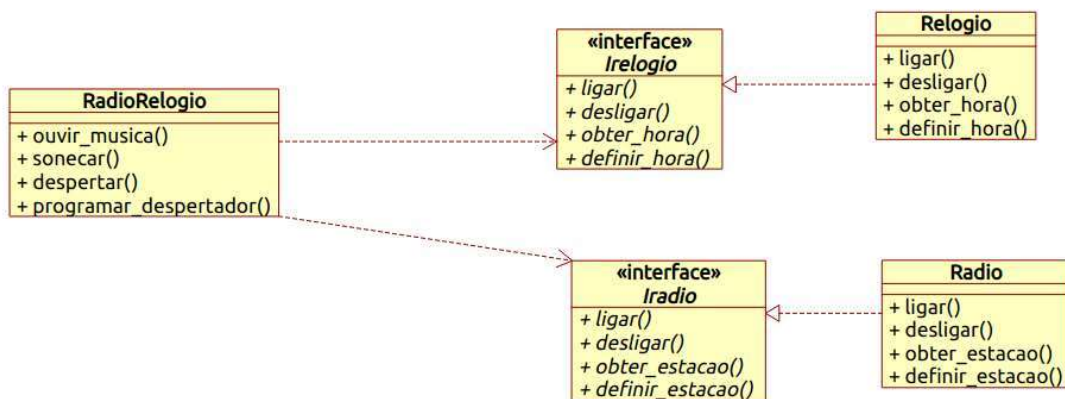 RadioRelogio
+ ouvir_musica()
+ sonecar()
+ despertar()
+ programar_despertador()
«interface»
Irelogio
+ ligar()
+ desligar()
+ obter_hora()
+ definir_hora()
Relogio
+ ligar()
+ desligar()
+ obter_hora()
+ definir_hora()
«interface»
Iradio
+ ligar()
+ desligar()
+ obter_estacao()
+ definir_estacao()
Radio
+ ligar()
+ desligar()
+ obter_estacao()
+ definir_estacao()